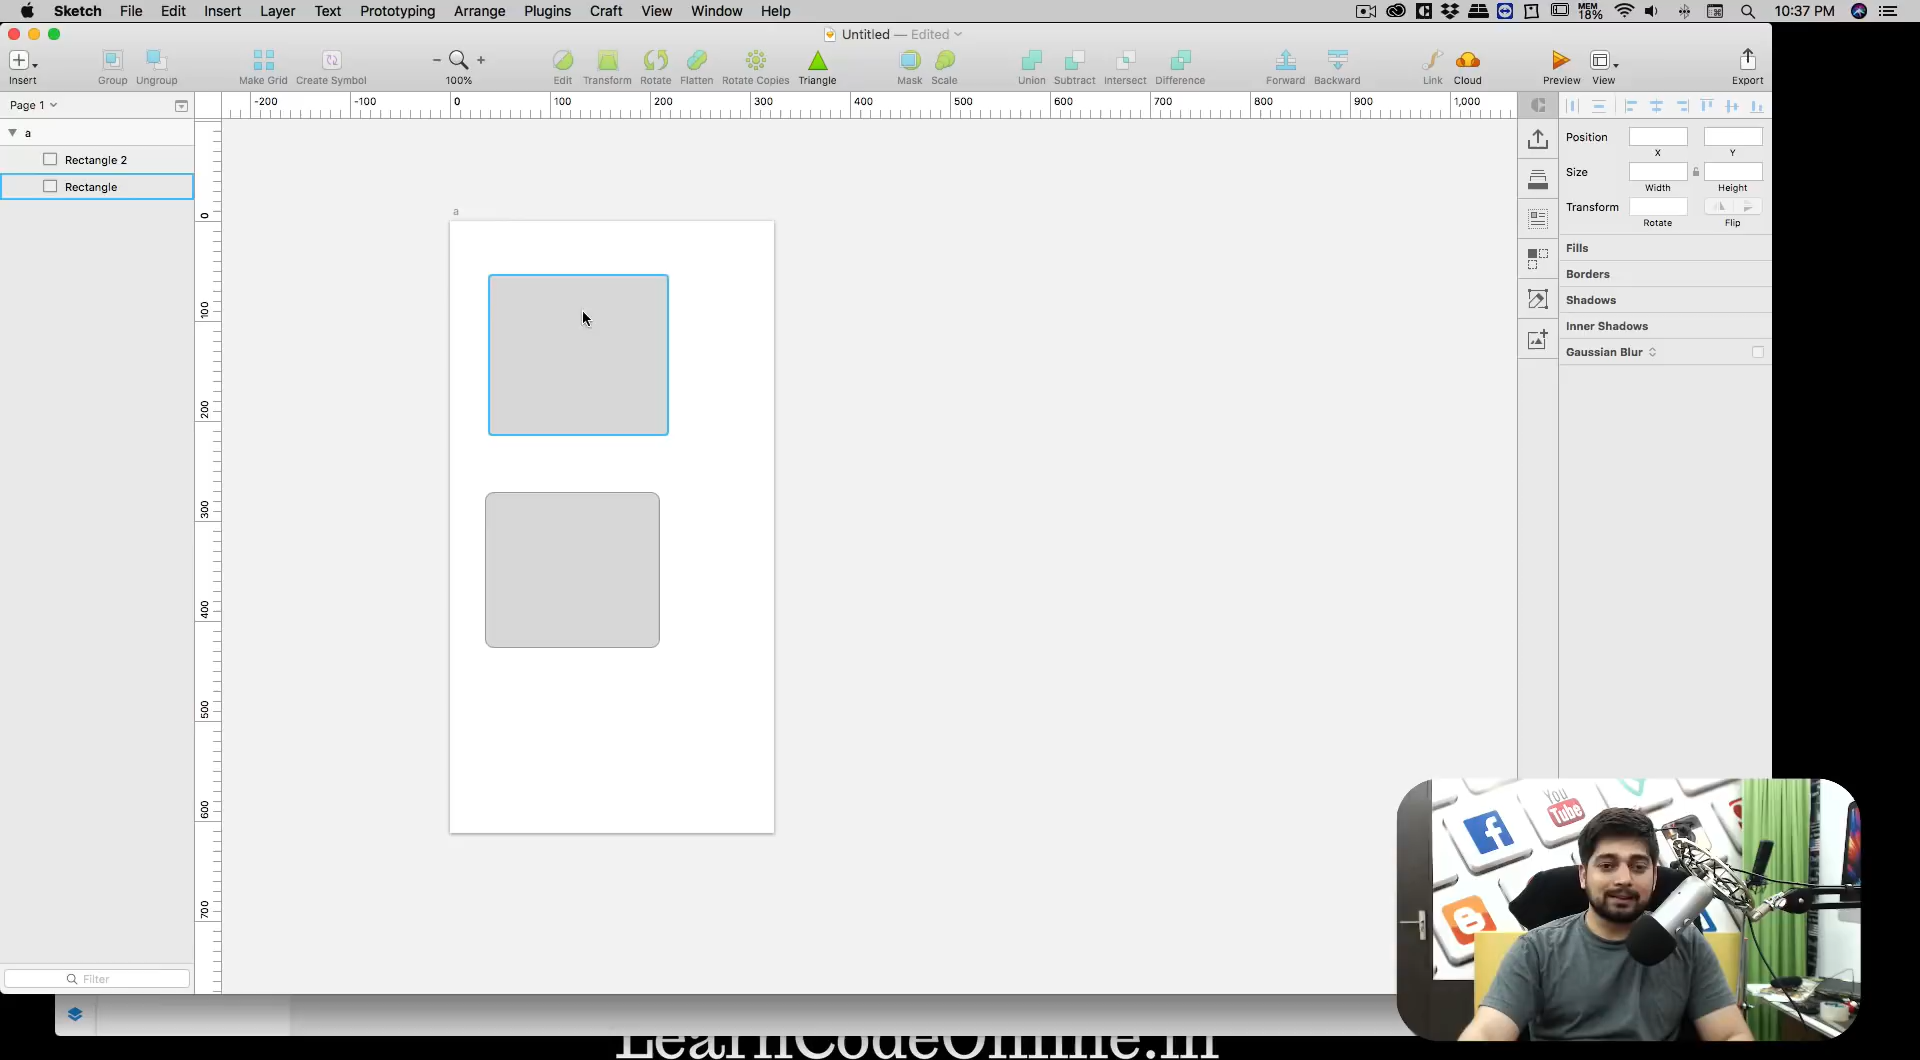 Sketch File Edit Insert Layer Text Prototyping Arrange Plugins Craft View Window Help MEM 18% 10:37 PM
Untitled — Edited
Insert Group Ungroup Make Grid Create Symbol 100% Edit Transform Rotate Flatten Rotate Copies Triangle Mask Scale Union Subtract Intersect Difference Forward Backward Link Cloud Preview View Export
Page 1
-200 -100 0 100 200 300 400 500 600 700 800 900 1,000
a
Rectangle 2
Rectangle
a
0
100
200
300
400
500
600
700
Position
X Y
Size
Width Height
Transform
Rotate Flip
Fills
Borders
Shadows
Inner Shadows
Gaussian Blur
Filter
You
Tube
LearnCodeOnline.in